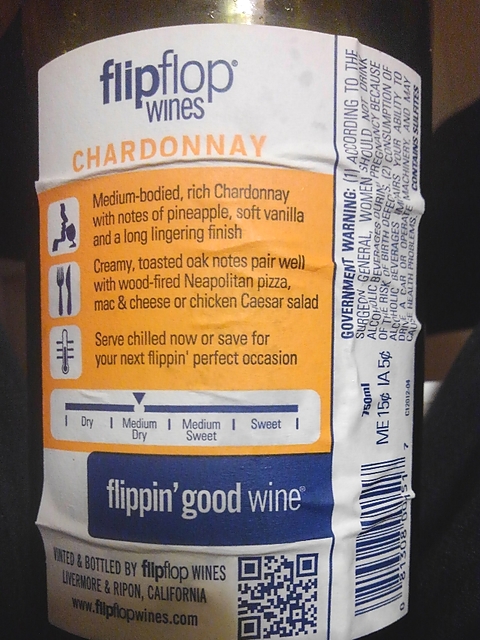 flipflop®
wines
CHARDONNAY
Medium-bodied, rich Chardonnay
with notes of pineapple, soft vanilla
and a long lingering finish
Creamy, toasted oak notes pair well
with wood-fired Neapolitan pizza,
mac & cheese or chicken Caesar salad
Serve chilled now or save for
your next flippin' perfect occasion
Dry
Medium
Dry
Medium
Sweet
Sweet
flippin' good wine®
VINTED & BOTTLED BY flipflop WINES
LIVERMORE & RIPON, CALIFORNIA
www.flipflopwines.com
GOVERNMENT WARNING: (1) ACCORDING TO THE
SURGEON GENERAL, WOMEN SHOULD NOT DRINK
ALCOHOLIC BEVERAGES DURING PREGNANCY BECAUSE
OF THE RISK OF BIRTH DEFECTS. (2) CONSUMPTION OF
ALCOHOLIC BEVERAGES IMPAIRS YOUR ABILITY TO
DRIVE A CAR OR OPERATE MACHINERY, AND MAY
CAUSE HEALTH PROBLEMS. CONTAINS SULFITES
750ml
ME 15¢ IA 5¢